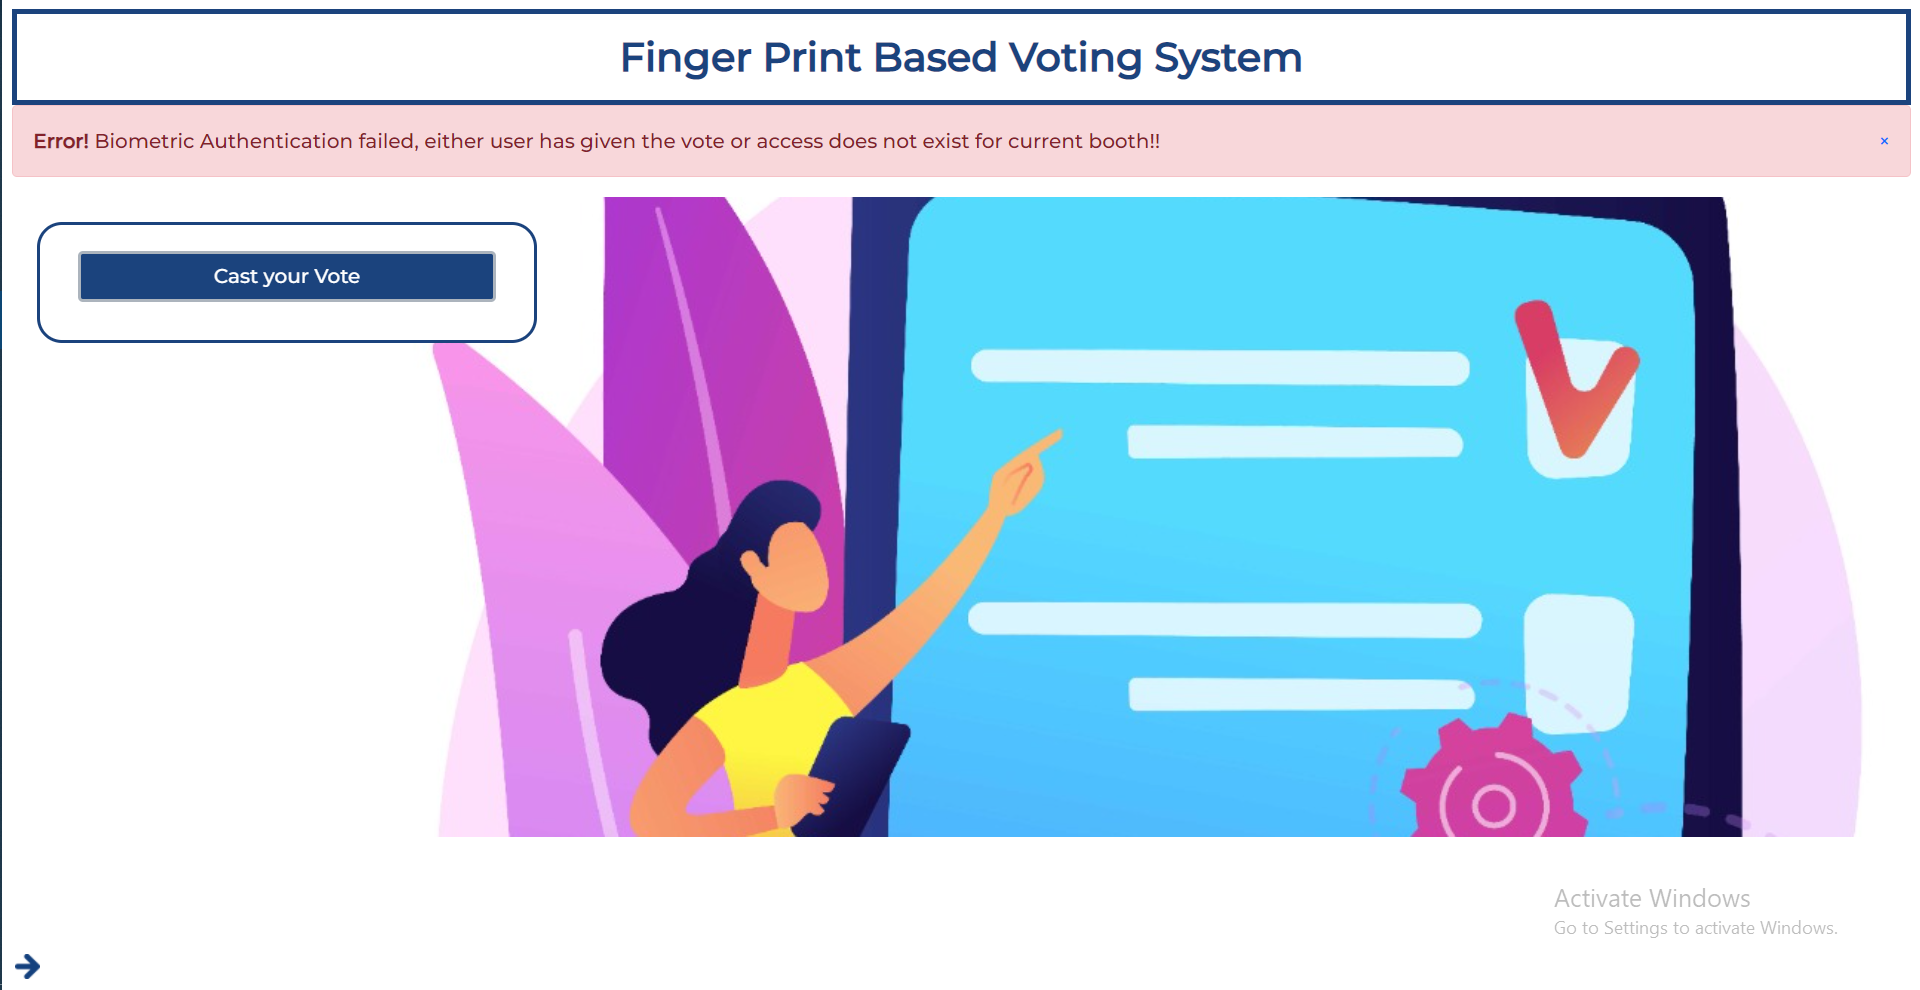 Finger Print Based Voting System
Error! Biometric Authentication failed, either user has given the vote or access does not exist for current booth!!
×
Cast your Vote
Activate Windows
Go to Settings to activate Windows.